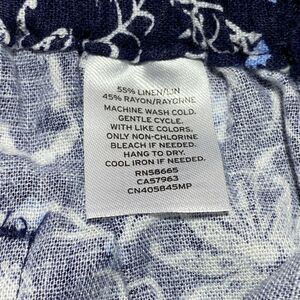 55% LINEN/LIN
45% RAYON/RAYONNE
MACHINE WASH COLD.
GENTLE CYCLE.
WITH LIKE COLORS.
ONLY NON-CHLORINE
BLEACH IF NEEDED.
HANG TO DRY.
COOL IRON IF NEEDED.
RN58665
CA57963
CN405B45MP